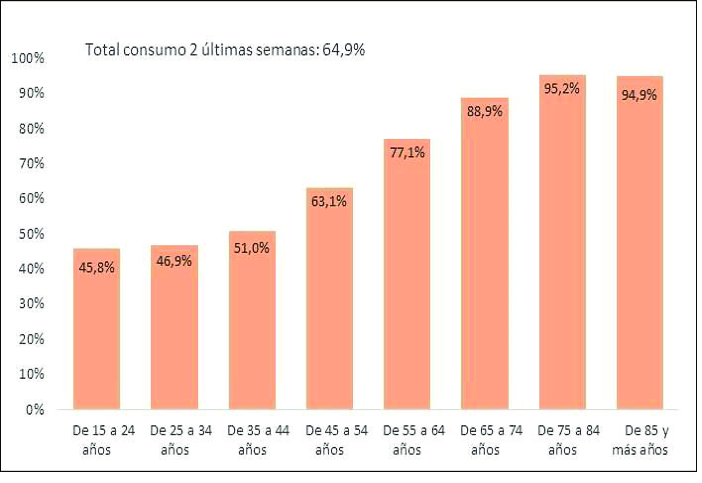 Total consumo 2 últimas semanas: 64,9%
100%
90%
80%
70%
60%
50%
40%
30%
20%
10%
0%
45,8%
46,9%
51,0%
63,1%
77,1%
88,9%
95,2%
94,9%
De 15 a 24
años
De 25 a 34
años
De 35 a 44
años
De 45 a 54
años
De 55 a 64
años
De 65 a 74
años
De 75 a 84
años
De 85 y
más años